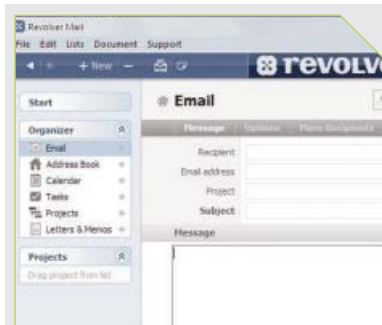 Revolver Mail
File Edit Lists Document Support
+ New
revolve
Start
Email
Organizer
Message Options More Recipients
Email
Recipient
Address Book
Email address
Calendar
Project
Tasks
Subject
Projects
Letters & Memos
Message
Projects
Drag project from list